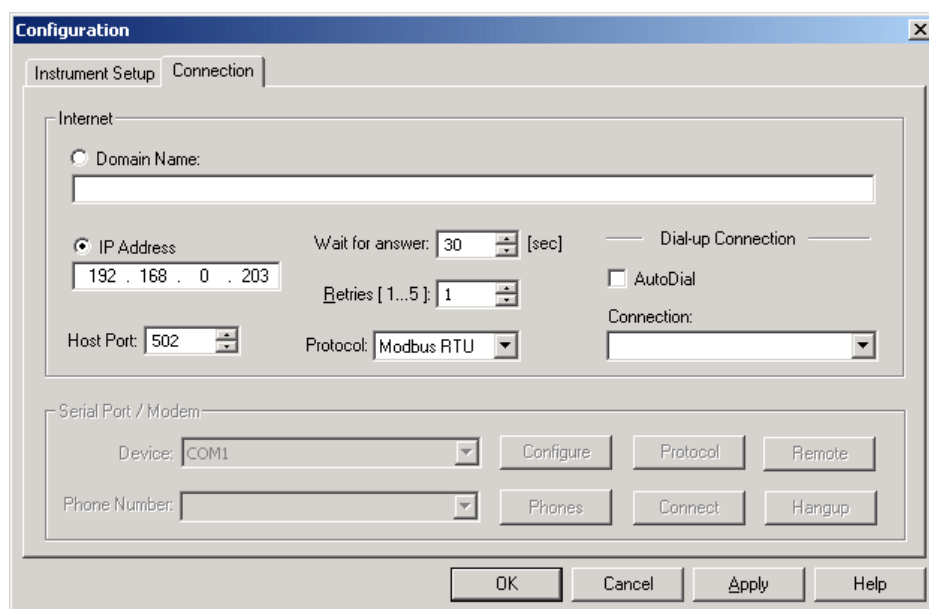 Configuration
Instrument Setup Connection
Internet
Domain Name:
IP Address
192 . 168 . 0 . 203
Wait for answer: 30 [sec]
Dial-up Connection
Retries [ 1...5 ]: 1
AutoDial
Host Port: 502
Protocol: Modbus RTU
Connection:
Serial Port / Modem
Device: COM1 Configure Protocol Remote
Phone Number: Phones Connect Hangup
OK Cancel Apply Help